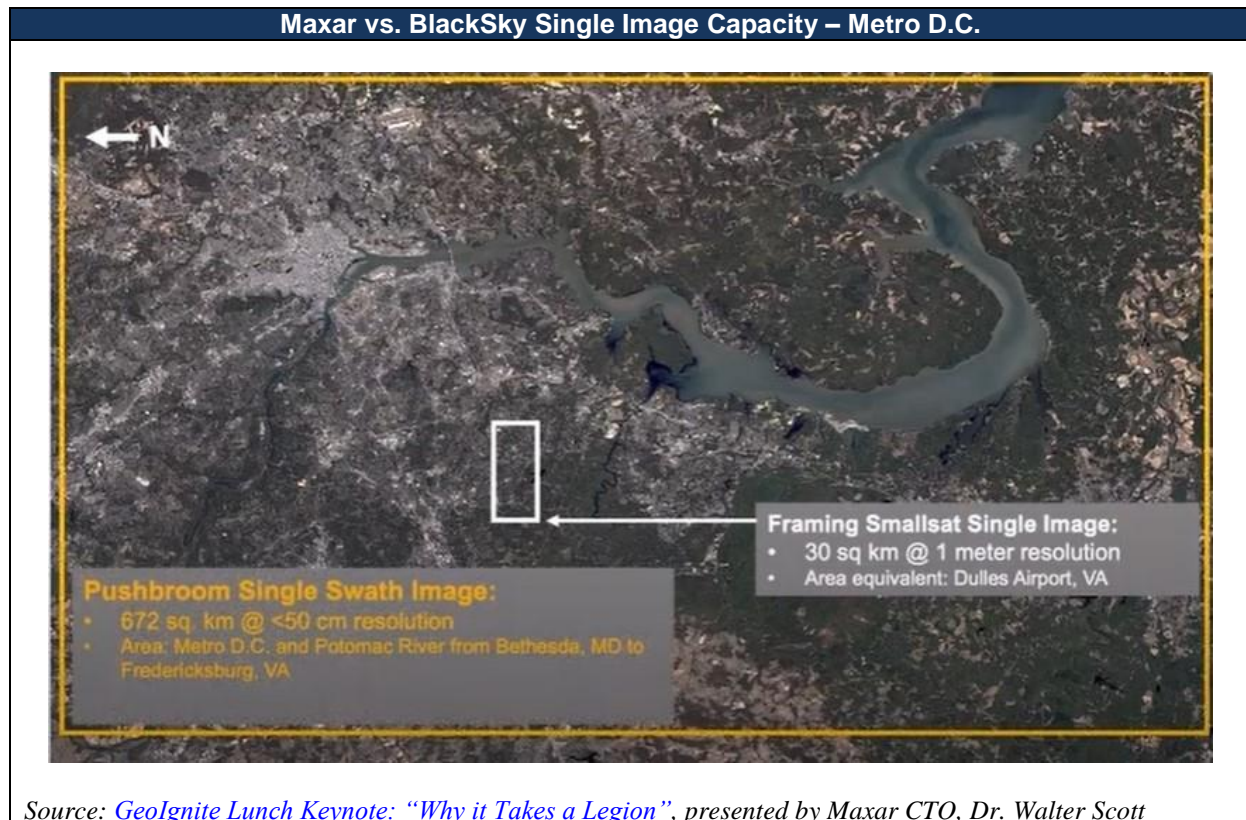 Maxar vs. BlackSky Single Image Capacity – Metro D.C.
N
Framing Smallsat Single Image:
• 30 sq km @ 1 meter resolution
• Area equivalent: Dulles Airport, VA
Pushbroom Single Swath Image:
• 672 sq. km @ <50 cm resolution
• Area: Metro D.C. and Potomac River from Bethesda, MD to
Fredericksburg, VA
Source: GeoIgnite Lunch Keynote: “Why it Takes a Legion”, presented by Maxar CTO, Dr. Walter Scott